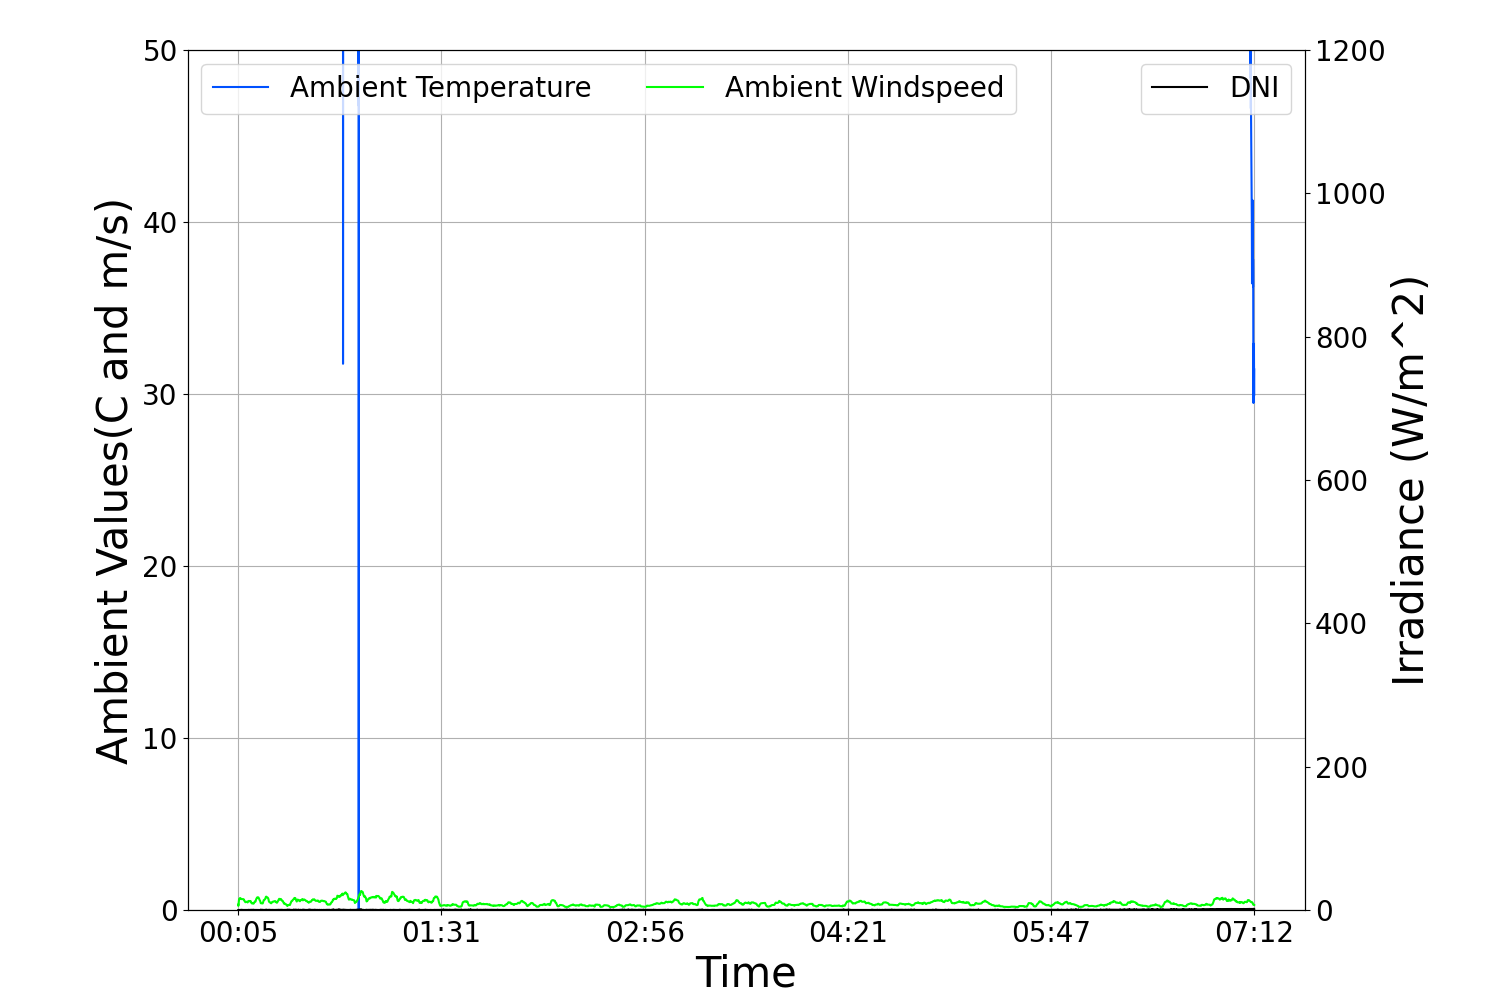 Ambient Temperature
Ambient Windspeed
DNI
Ambient Values(C and m/s)
50
40
30
20
10
0
1200
1000
800
600
400
200
0
Irradiance (W/m^2)
00:05 01:31 02:56 04:21 05:47 07:12
Time